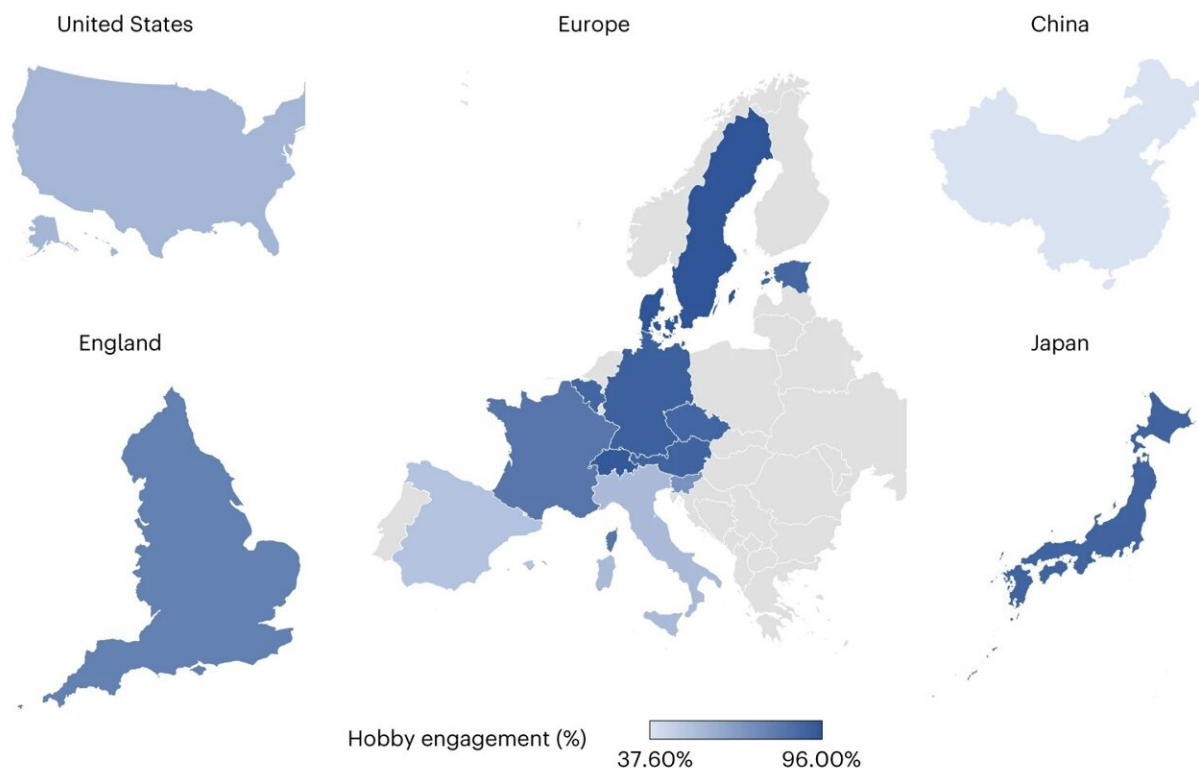 United States
Europe
China
England
Japan
Hobby engagement (%)
37.60%
96.00%